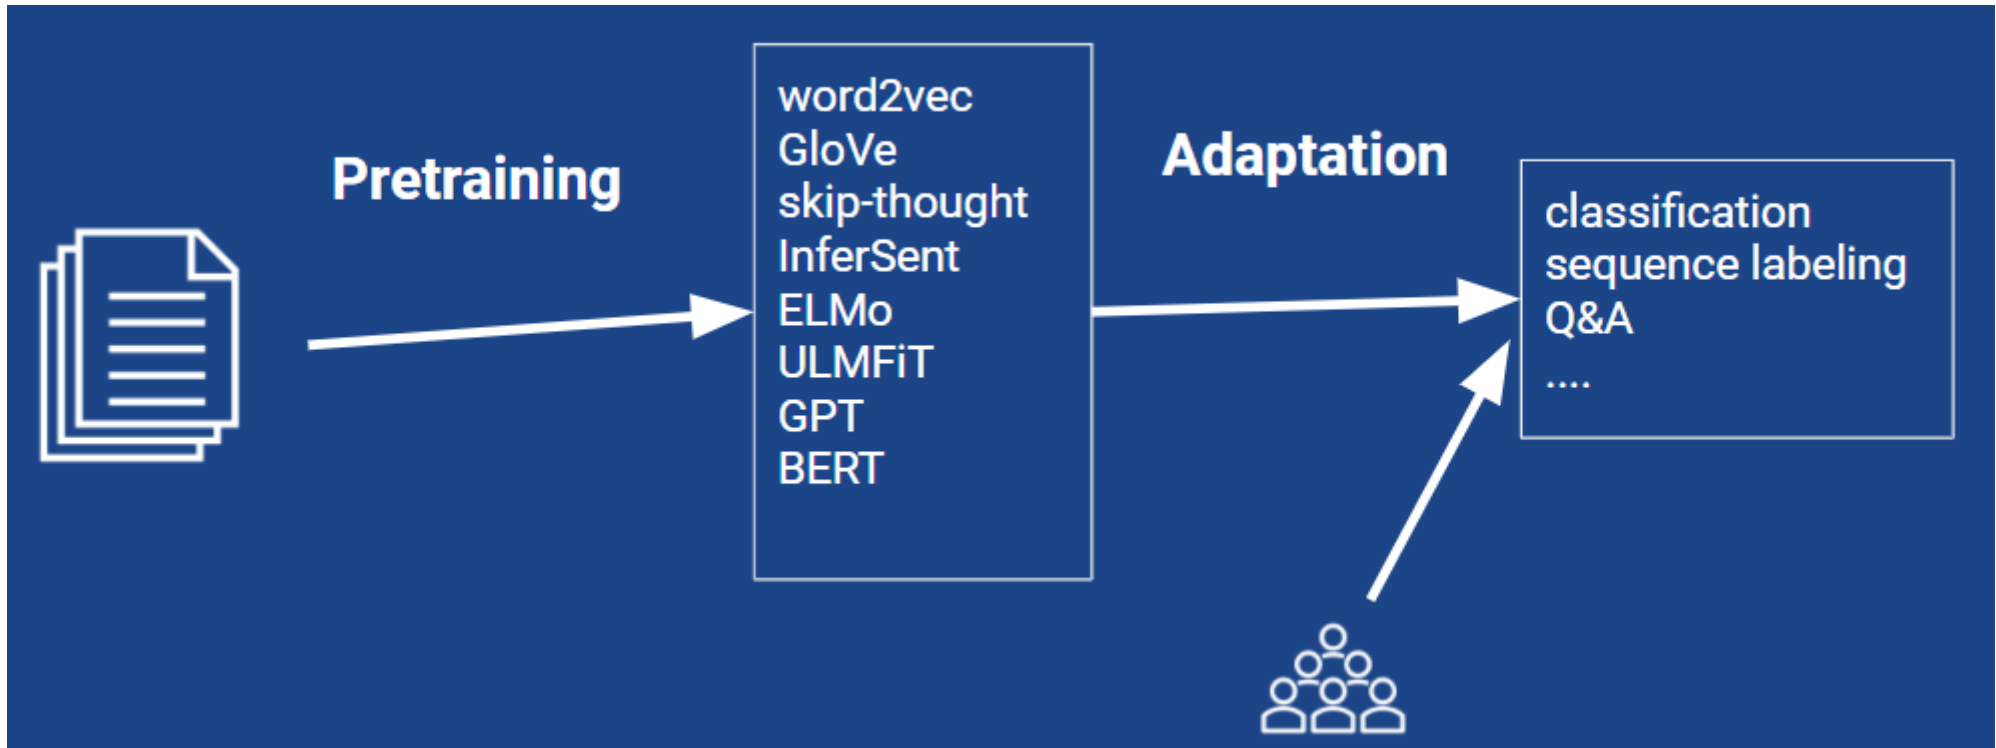 Pretraining
word2vec
GloVe
skip-thought
InferSent
ELMo
ULMFiT
GPT
BERT
Adaptation
classification
sequence labeling
Q&A
....